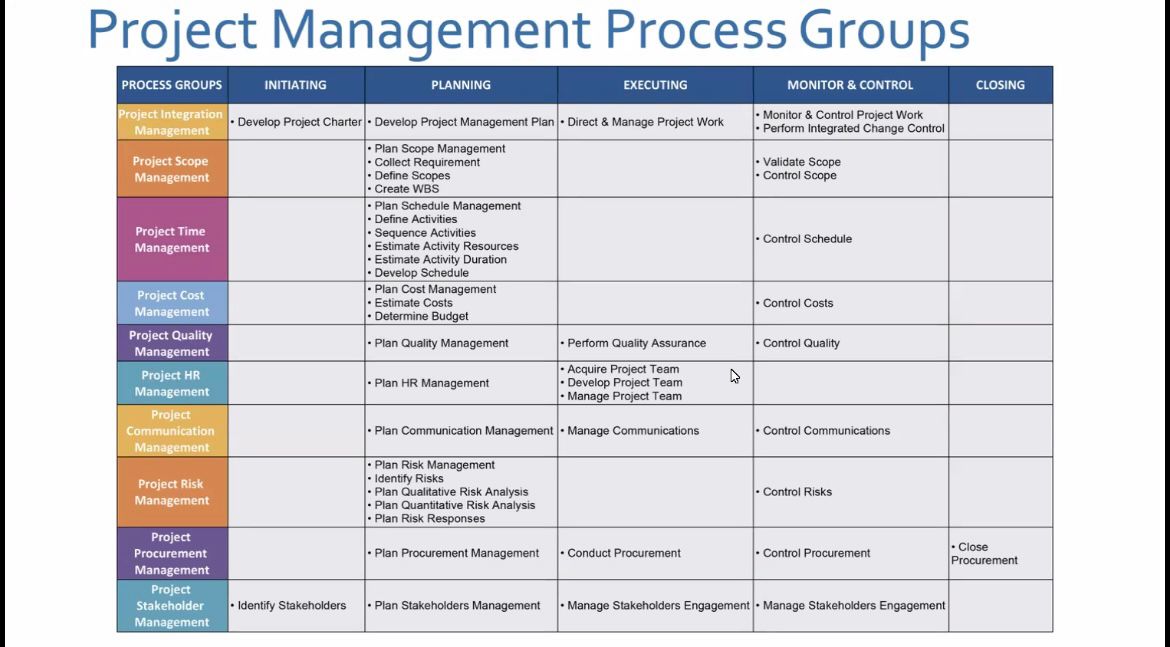 Project Management Process Groups
PROCESS GROUPS
INITIATING
PLANNING
EXECUTING
MONITOR & CONTROL
CLOSING
Project Integration
Management
• Develop Project Charter
• Develop Project Management Plan
• Direct & Manage Project Work
• Monitor & Control Project Work
• Perform Integrated Change Control
Project Scope
Management
• Plan Scope Management
• Collect Requirement
• Define Scopes
• Create WBS
• Validate Scope
• Control Scope
Project Time
Management
• Plan Schedule Management
• Define Activities
• Sequence Activities
• Estimate Activity Resources
• Estimate Activity Duration
• Develop Schedule
• Control Schedule
Project Cost
Management
• Plan Cost Management
• Estimate Costs
• Determine Budget
• Control Costs
Project Quality
Management
• Plan Quality Management
• Perform Quality Assurance
• Control Quality
Project HR
Management
• Plan HR Management
• Acquire Project Team
• Develop Project Team
• Manage Project Team
Project
Communication
Management
• Plan Communication Management
• Manage Communications
• Control Communications
Project Risk
Management
• Plan Risk Management
• Identify Risks
• Plan Qualitative Risk Analysis
• Plan Quantitative Risk Analysis
• Plan Risk Responses
• Control Risks
Project
Procurement
Management
• Plan Procurement Management
• Conduct Procurement
• Control Procurement
• Close
Procurement
Project
Stakeholder
Management
• Identify Stakeholders
• Plan Stakeholders Management
• Manage Stakeholders Engagement
• Manage Stakeholders Engagement